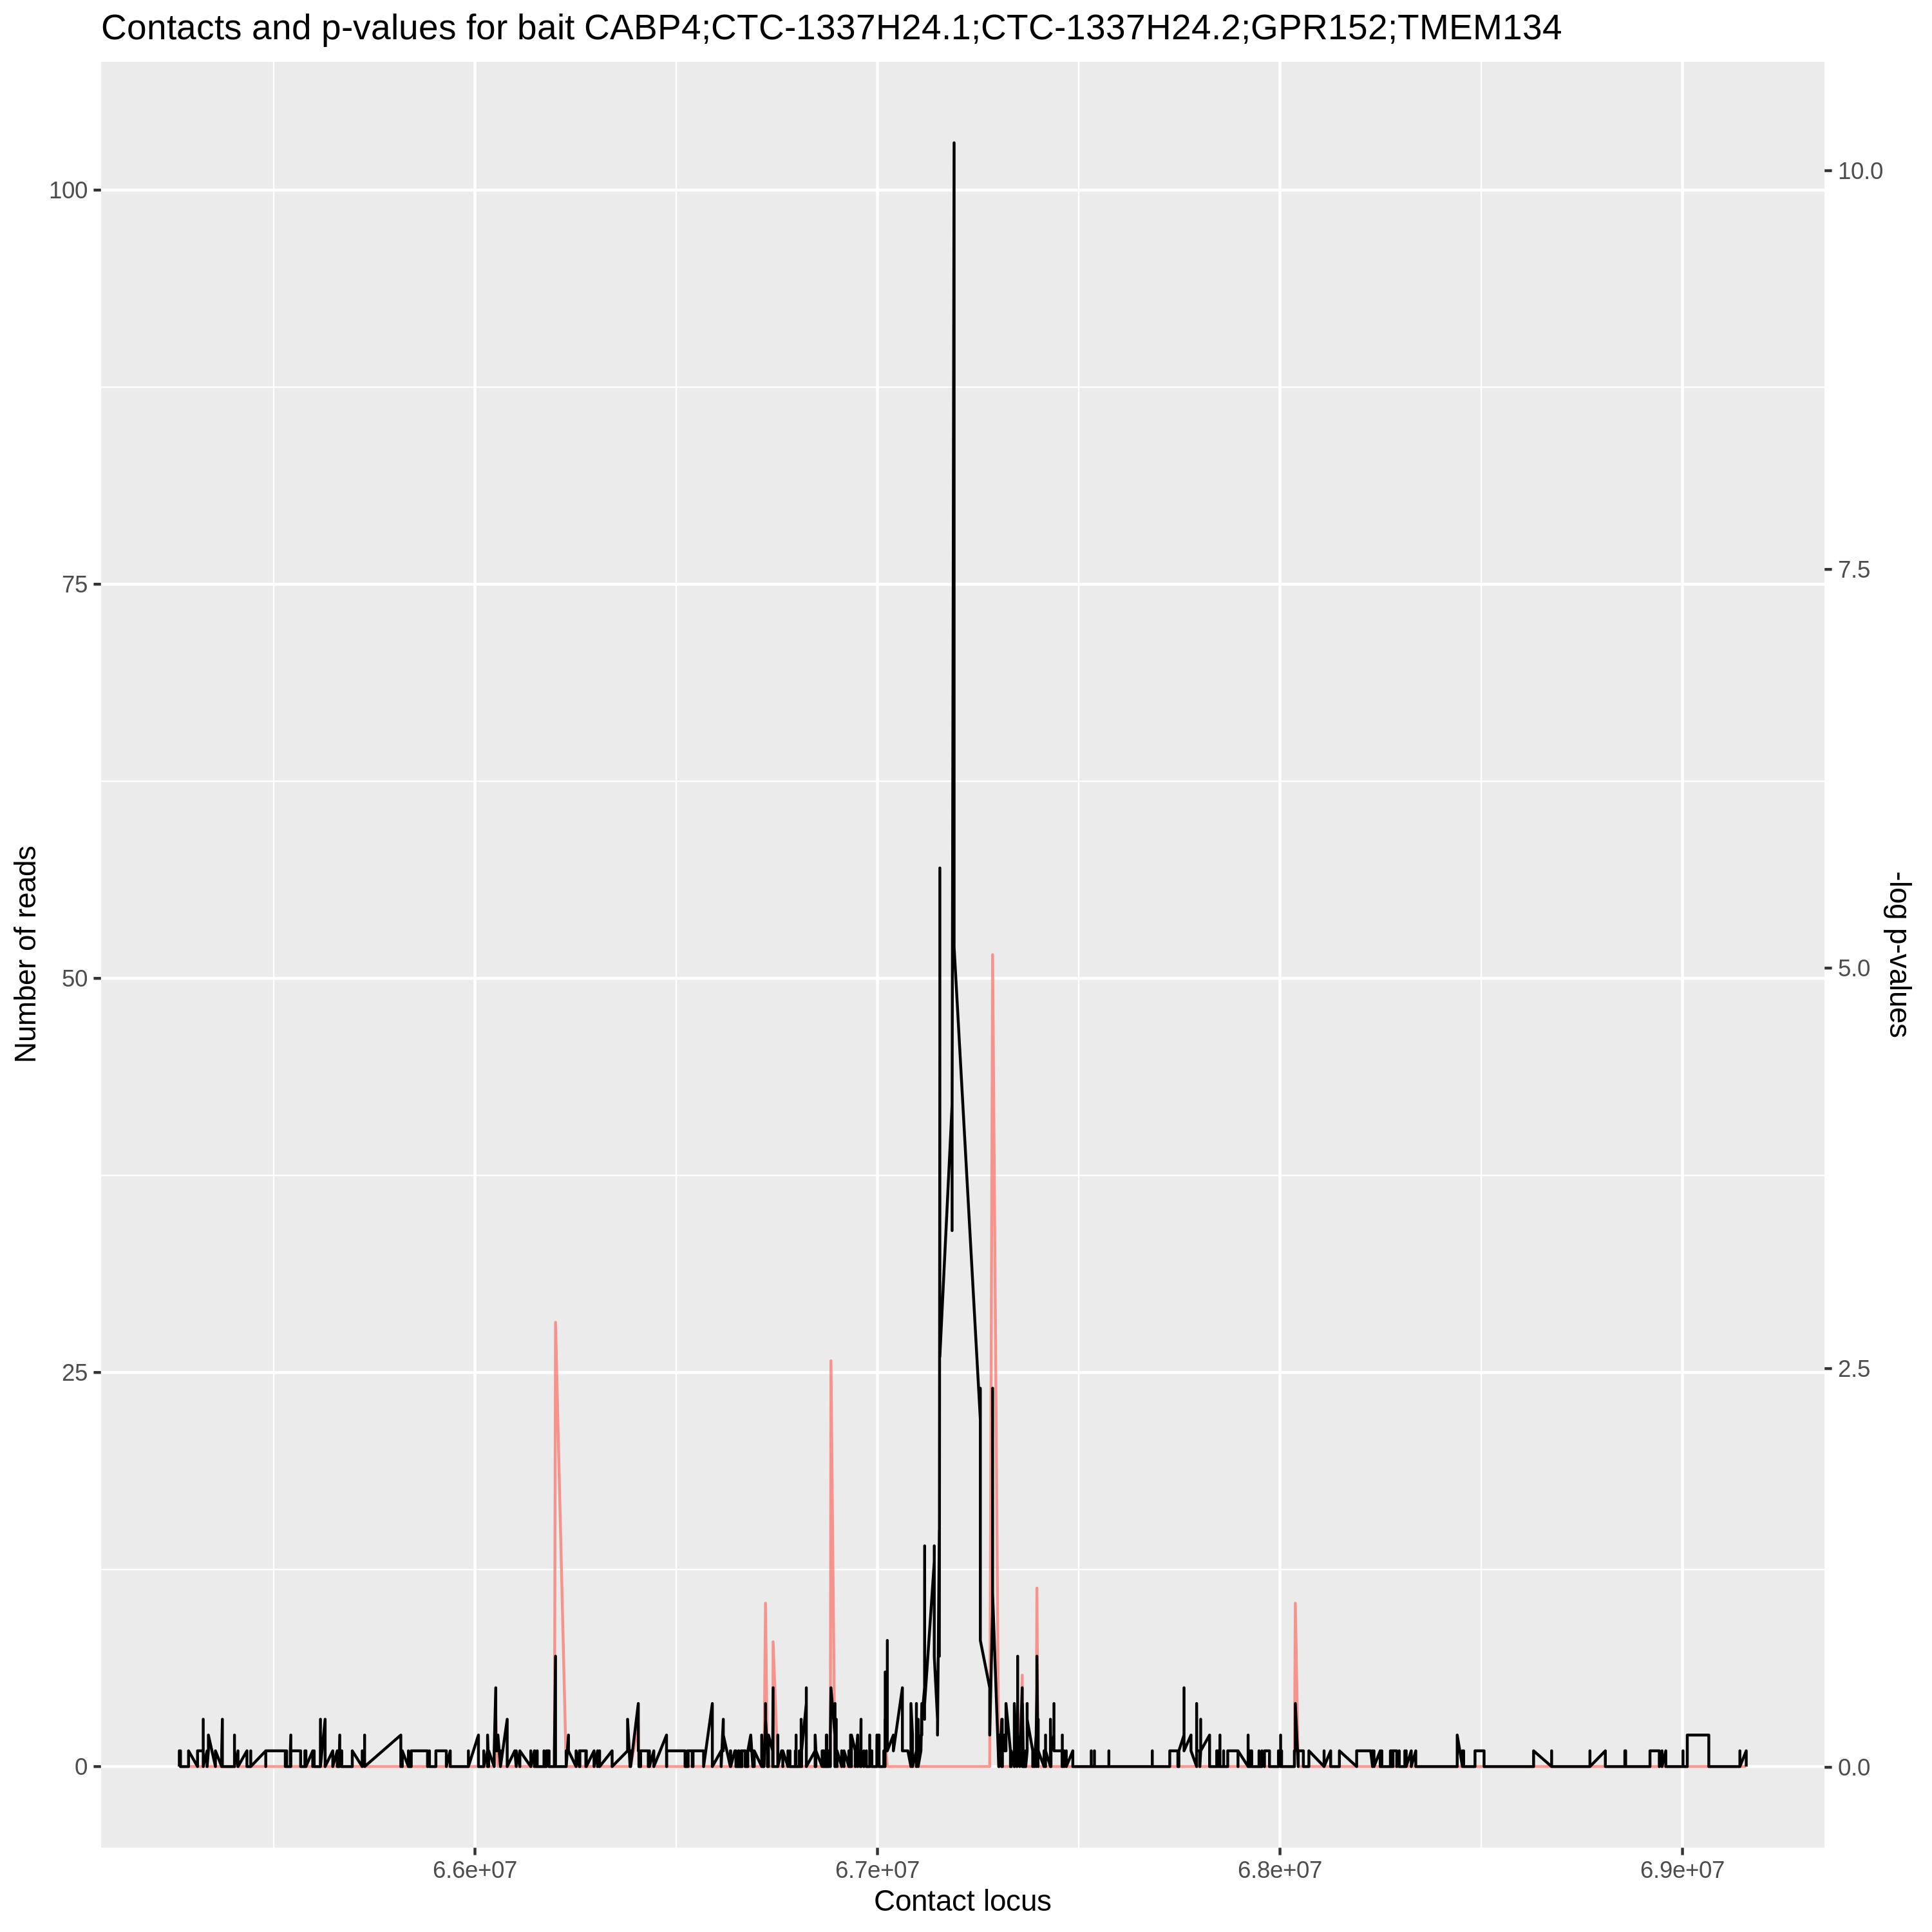 Contacts and p-values for bait CABP4;CTC-1337H24.1;CTC-1337H24.2;GPR152;TMEM134
100
75
50
25
0
Number of reads
10.0
7.5
5.0
2.5
0.0
-log p-values
6.6e+07
6.7e+07
6.8e+07
6.9e+07
Contact locus